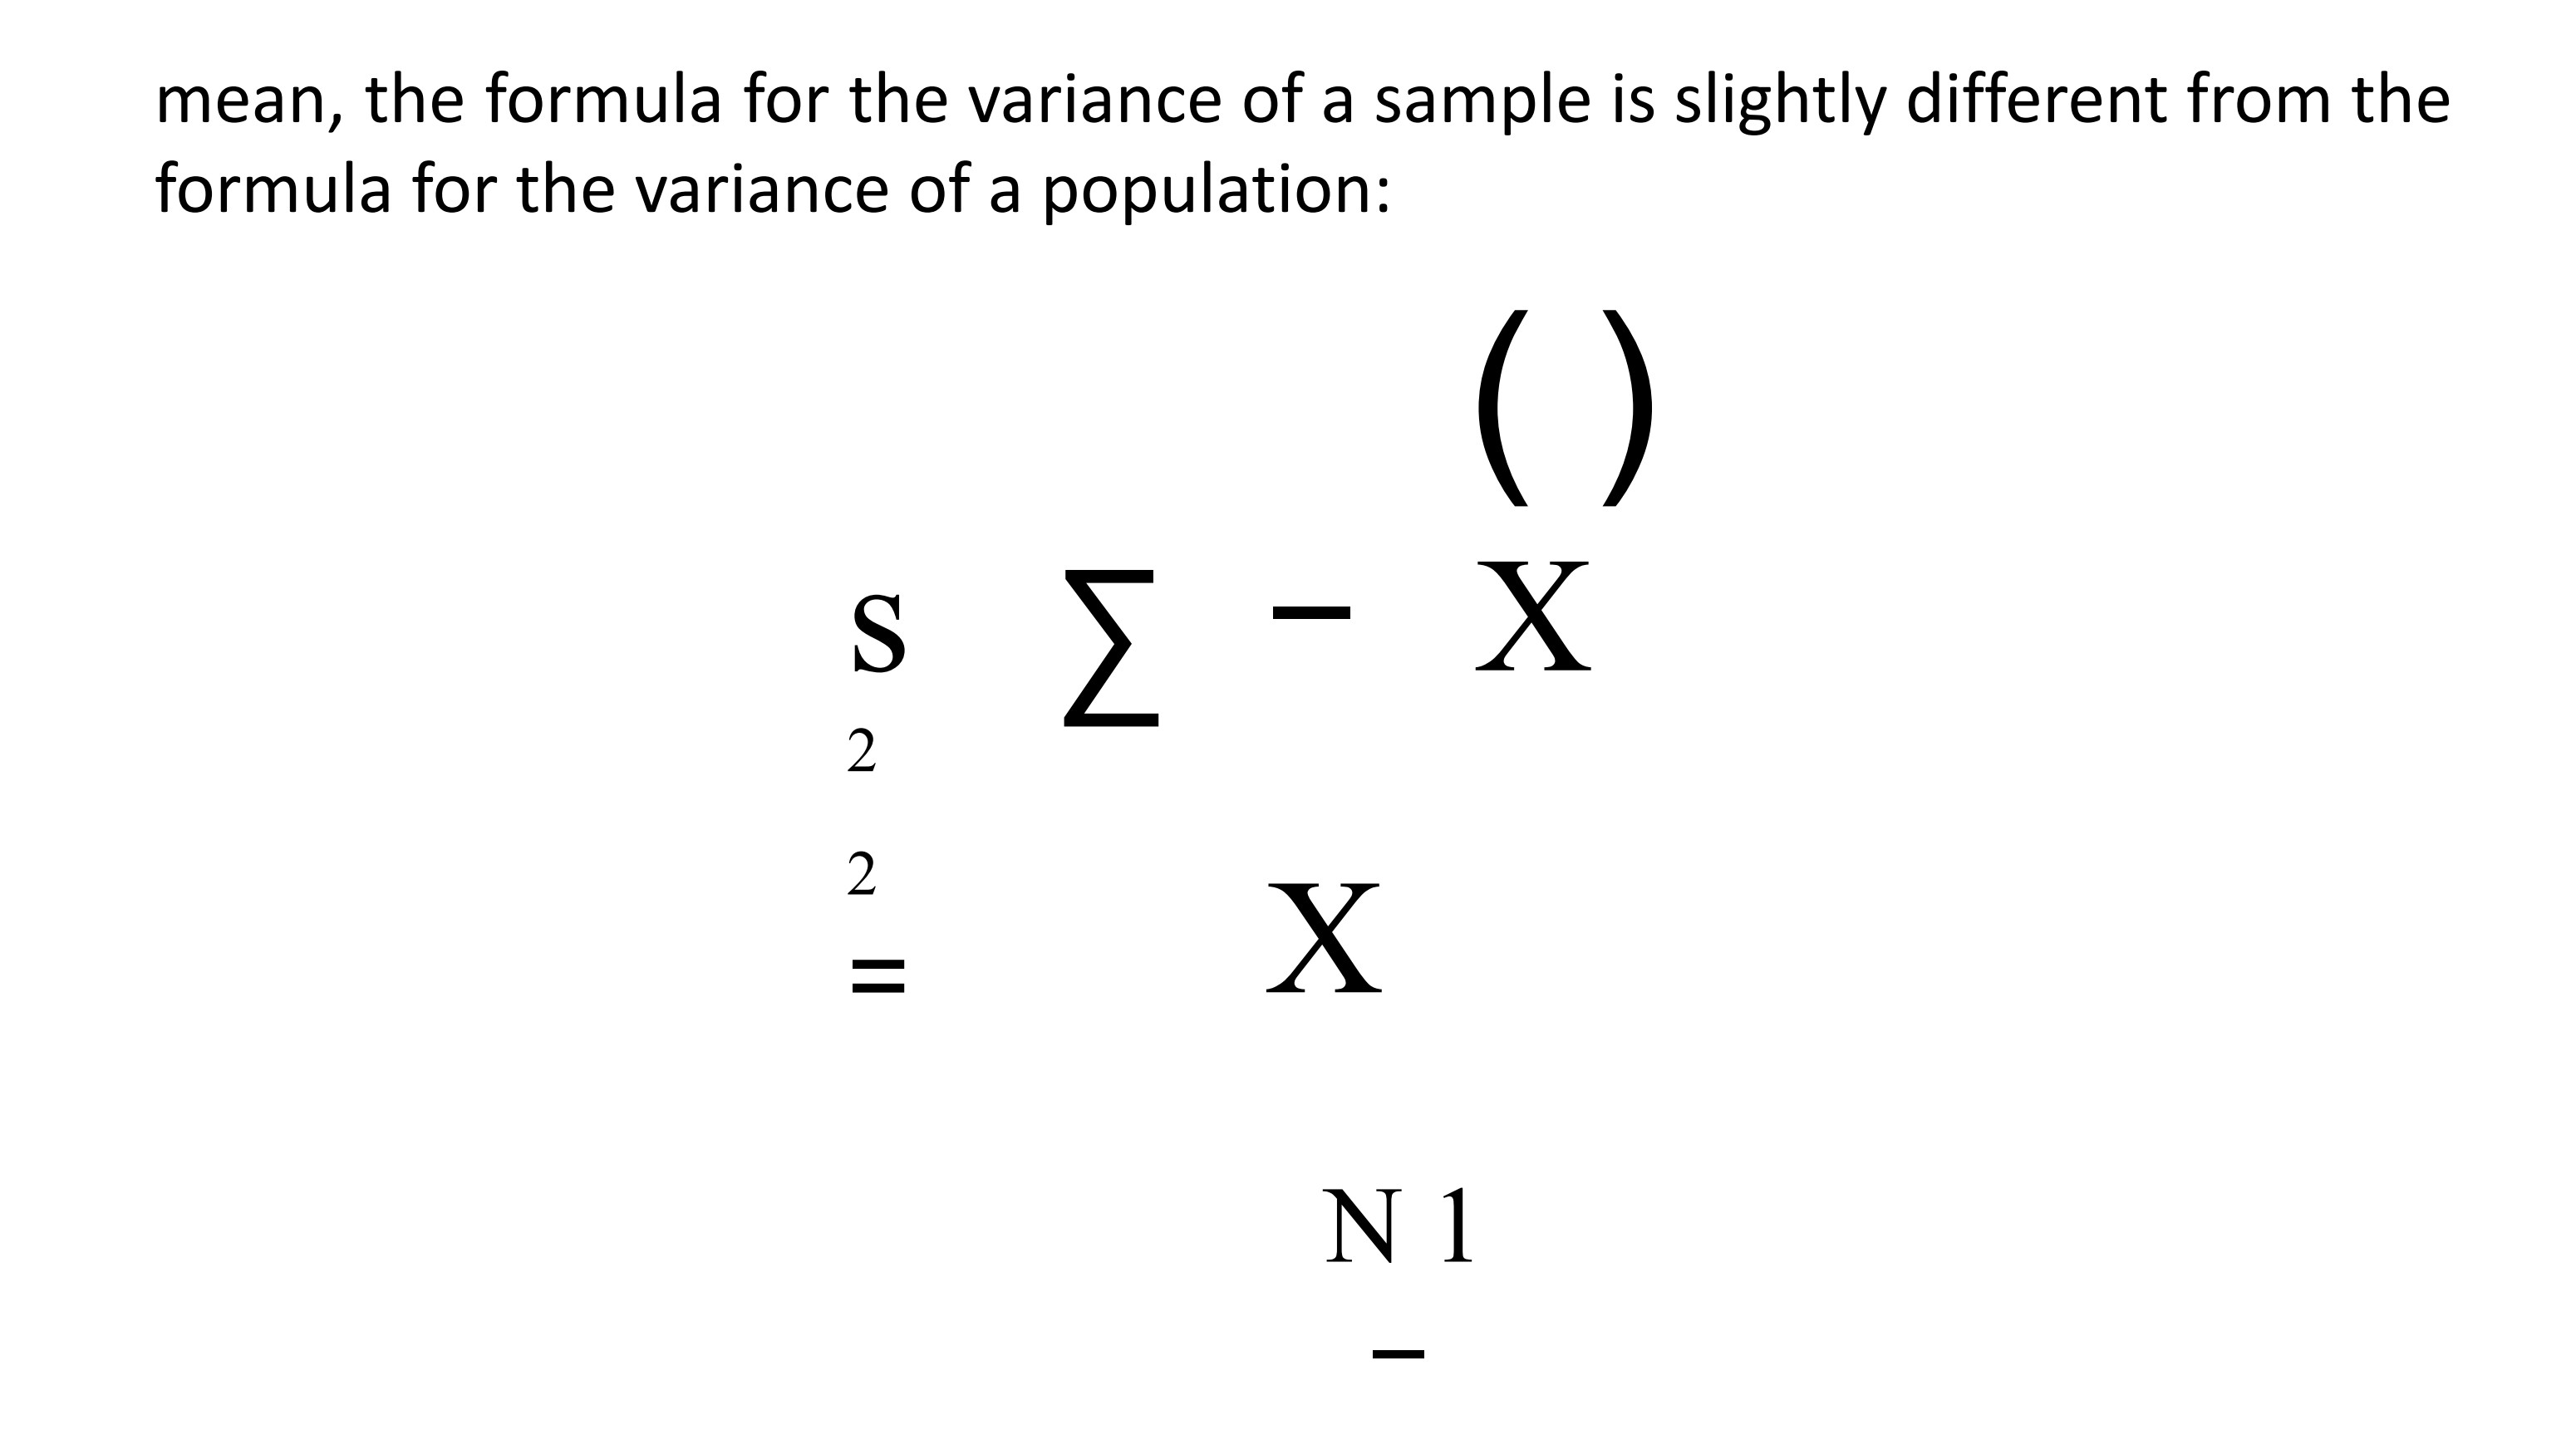 mean, the formula for the variance of a sample is slightly different from the
formula for the variance of a population:
( )
s ∑ − X
2
2
= X
N 1
−